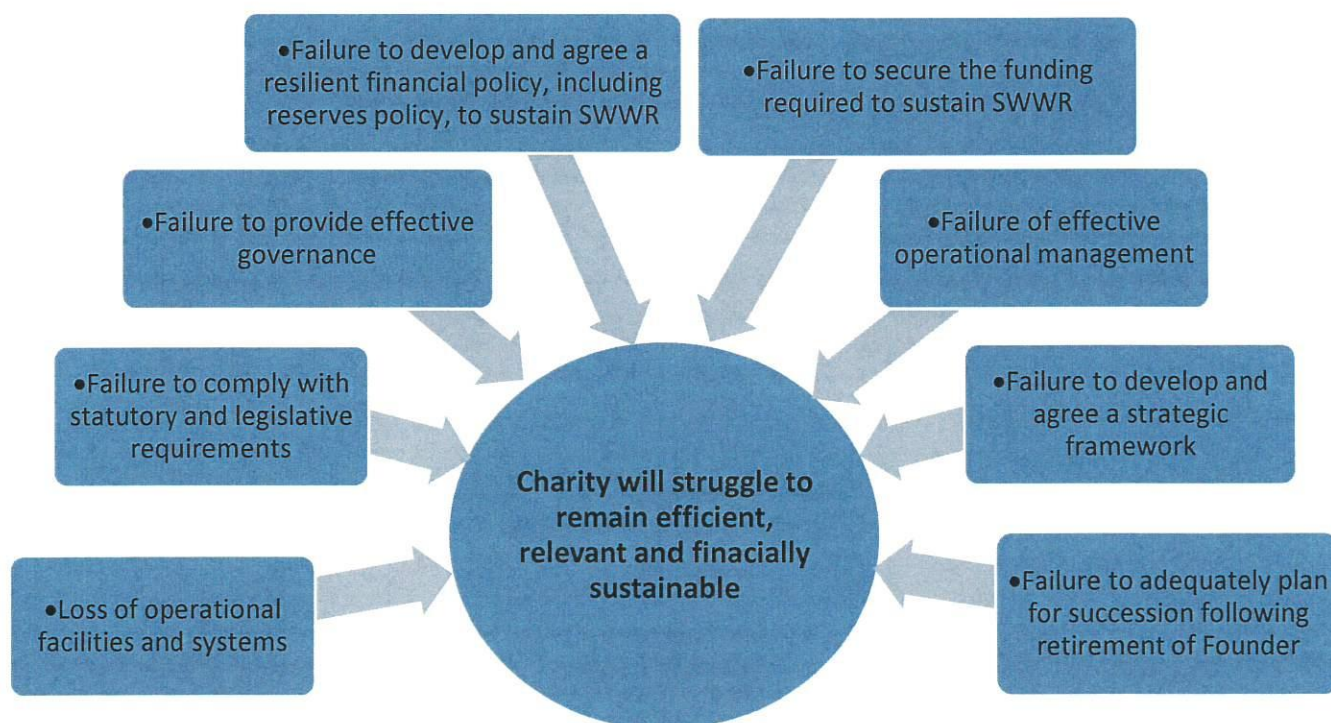 •Failure to develop and agree a
resilient financial policy, including
reserves policy, to sustain SWWR
•Failure to secure the funding
required to sustain SWWR
•Failure to provide effective
governance
•Failure of effective
operational management
•Failure to comply with
statutory and legislative
requirements
•Failure to develop and
agree a strategic
framework
Charity will struggle to
remain efficient,
relevant and finacially
sustainable
•Loss of operational
facilities and systems
•Failure to adequately plan
for succession following
retirement of Founder